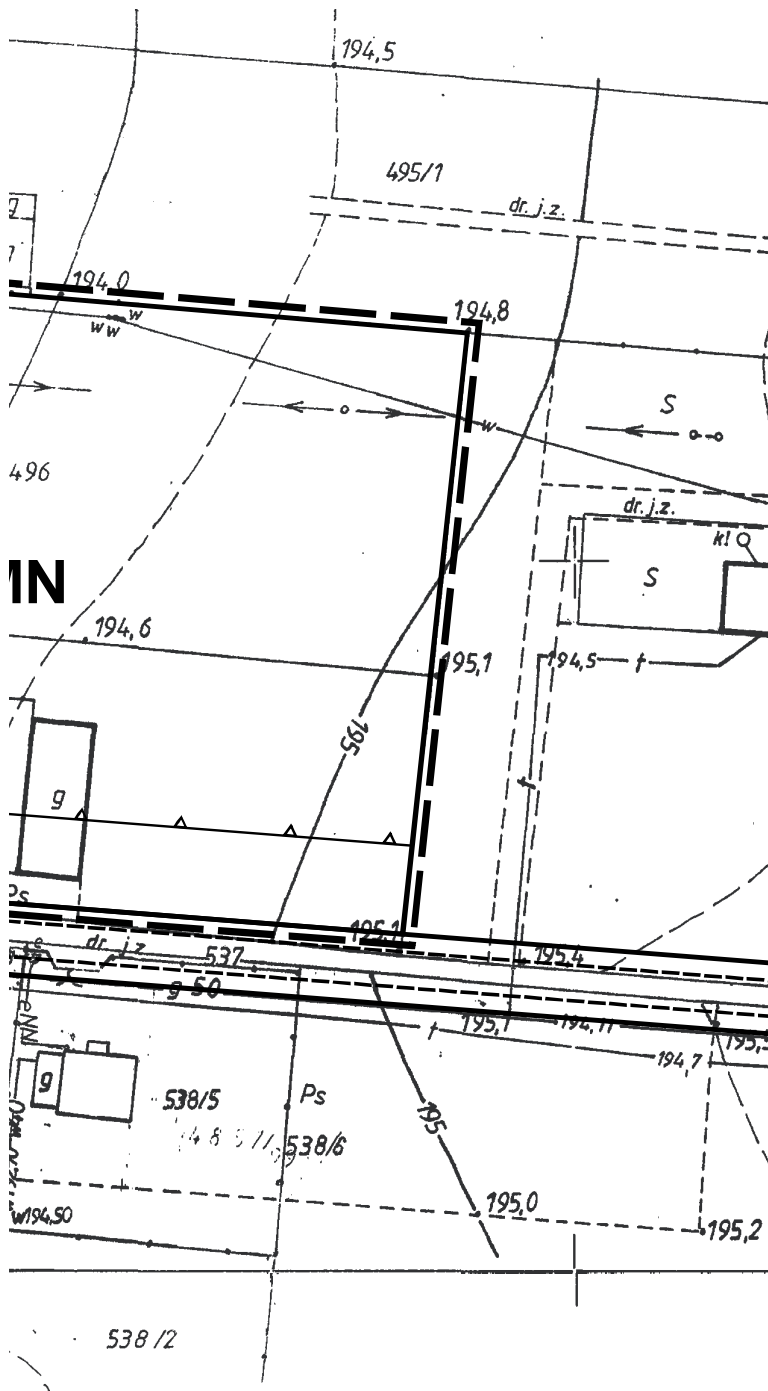 194,5
495/1
dr. j.z.
g
194,0
194,8
w
w w
w
S
496
dr. j.z.
k!
S
MN
194,6
195,1
194,5 t
195
t
g
Ps
195,1
e
dr. j.z.
537
195,4
g 50
eNN
t
195,1
194,11
194,7
g
538/5
Ps
195
538/6
195,0
w194,50
195,2
538/2